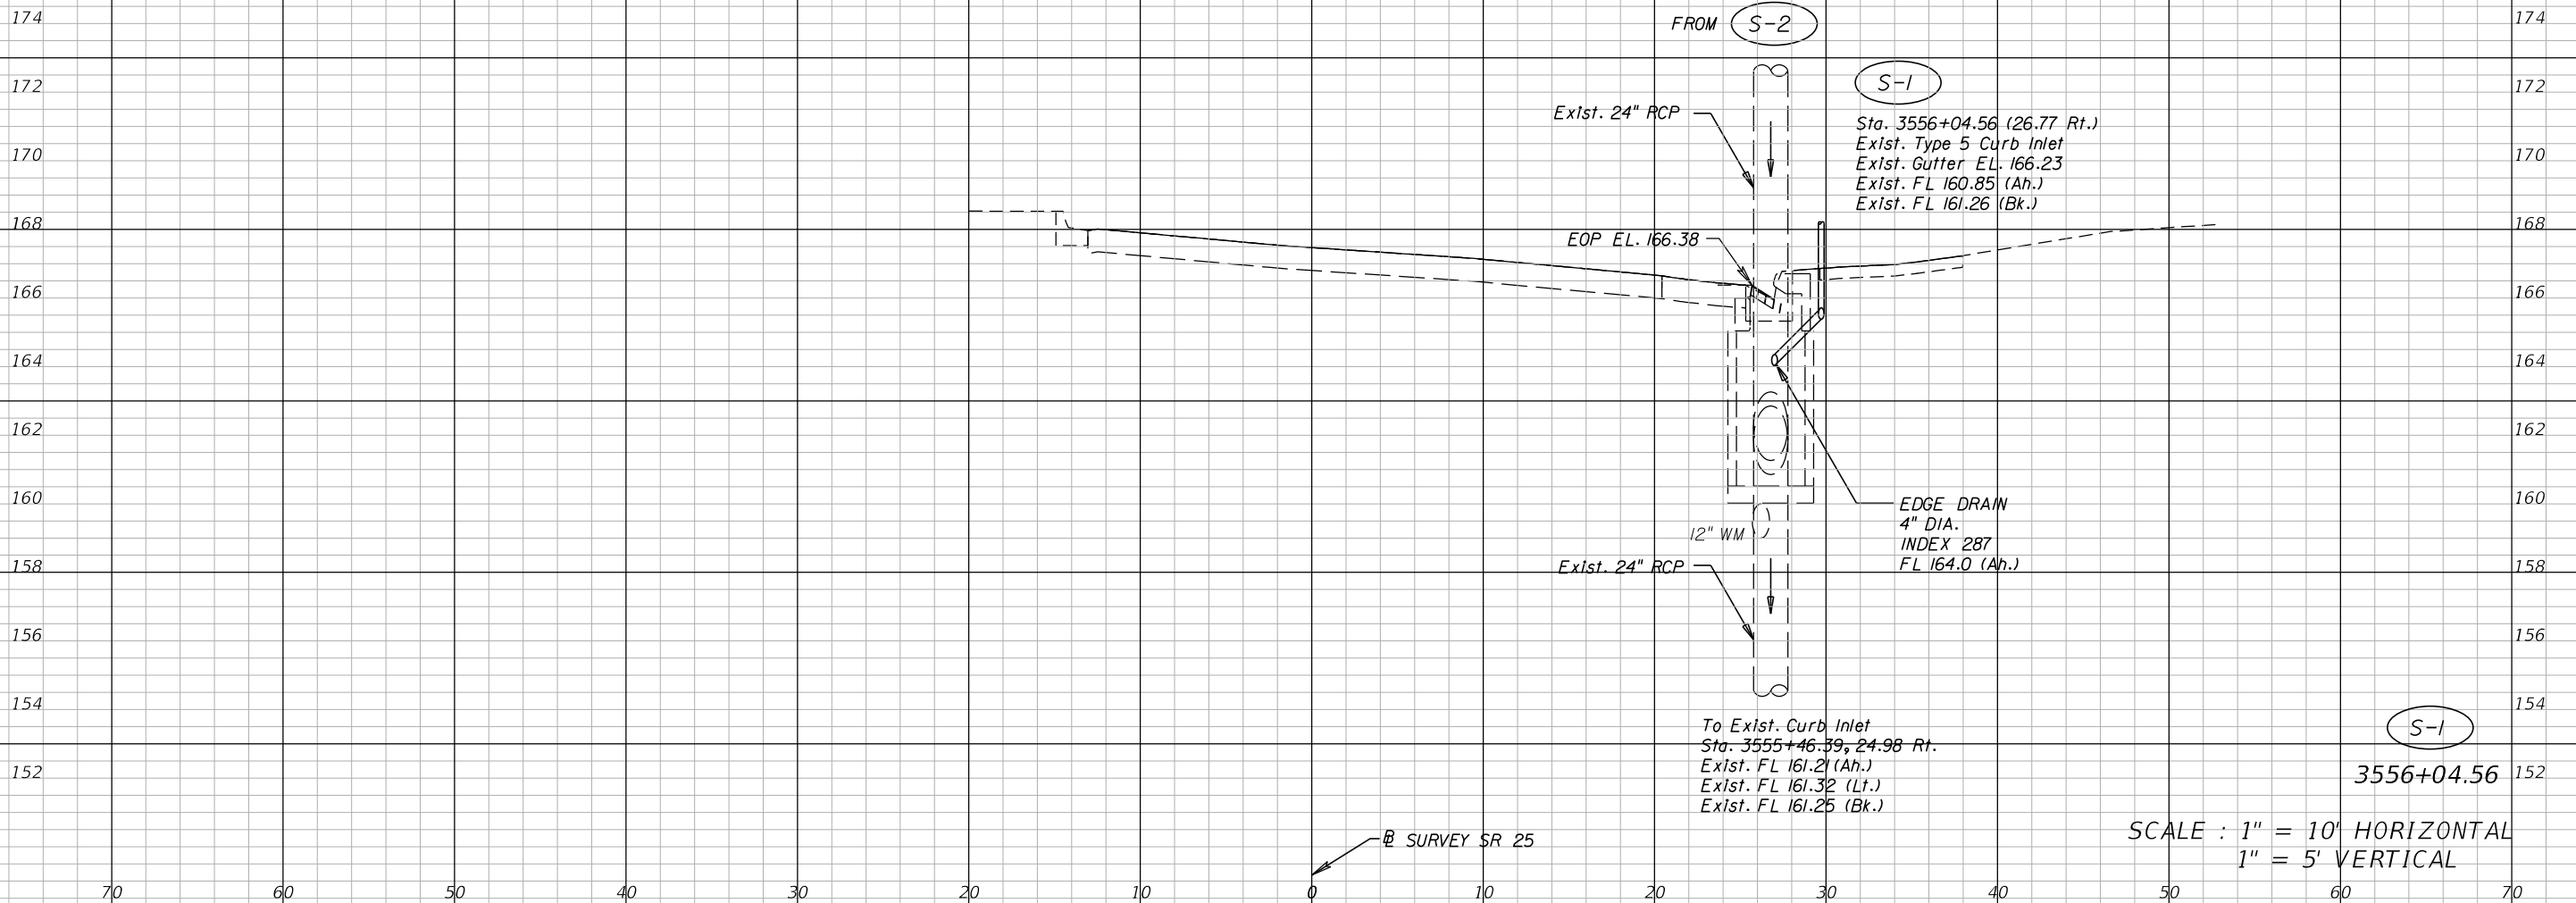 174
172
170
168
166
164
162
160
158
156
154
152
FROM S-2
Exist. 24" RCP
S-1
Sta. 3556+04.56 (26.77 Rt.)
Exist. Type 5 Curb Inlet
Exist. Gutter EL. 166.23
Exist. FL 160.85 (Ah.)
Exist. FL 161.26 (Bk.)
EOP EL. 166.38
EDGE DRAIN
4" DIA.
INDEX 287
FL 164.0 (Ah.)
12" WM
Exist. 24" RCP
To Exist. Curb Inlet
Sta. 3555+46.39, 24.98 Rt.
Exist. FL 161.21 (Ah.)
Exist. FL 161.32 (Lt.)
Exist. FL 161.25 (Bk.)
BL SURVEY SR 25
174
172
170
168
166
164
162
160
158
156
154
152
S-1
3556+04.56
SCALE : 1" = 10' HORIZONTAL
1" = 5' VERTICAL
70 60 50 40 30 20 10 0 10 20 30 40 50 60 70